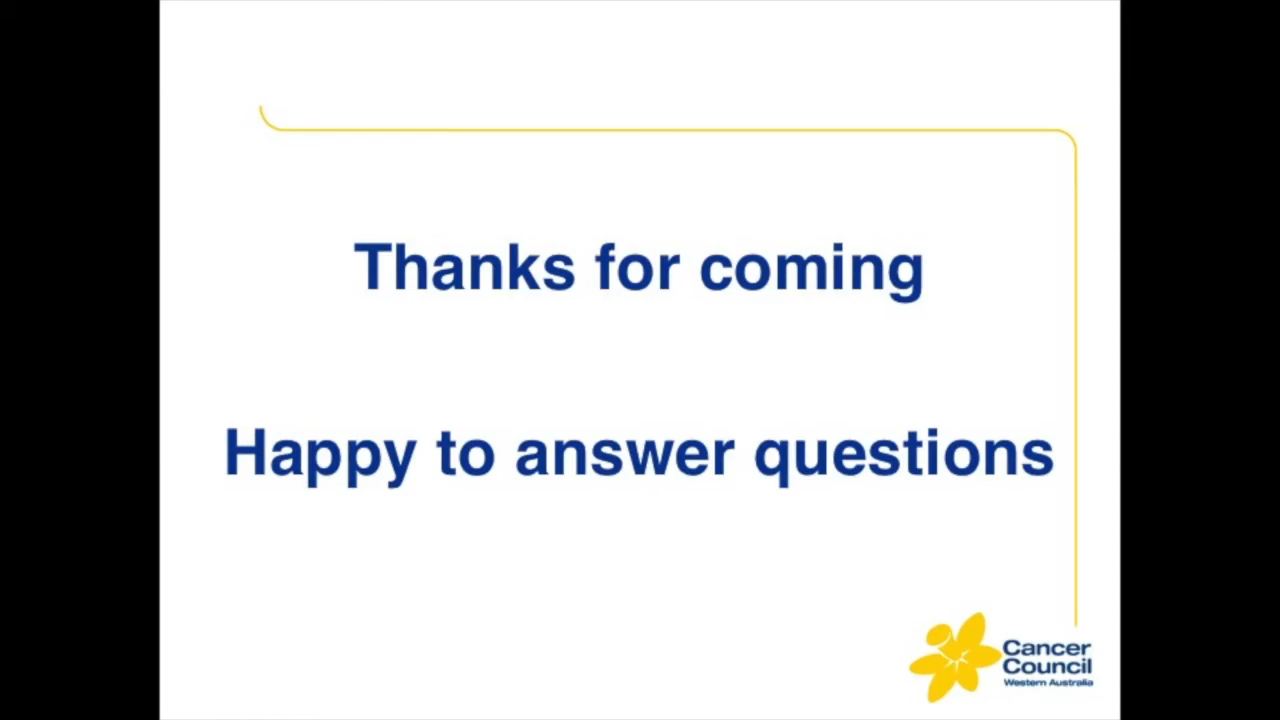 Thanks for coming
Happy to answer questions
Cancer
Council
Western Australia